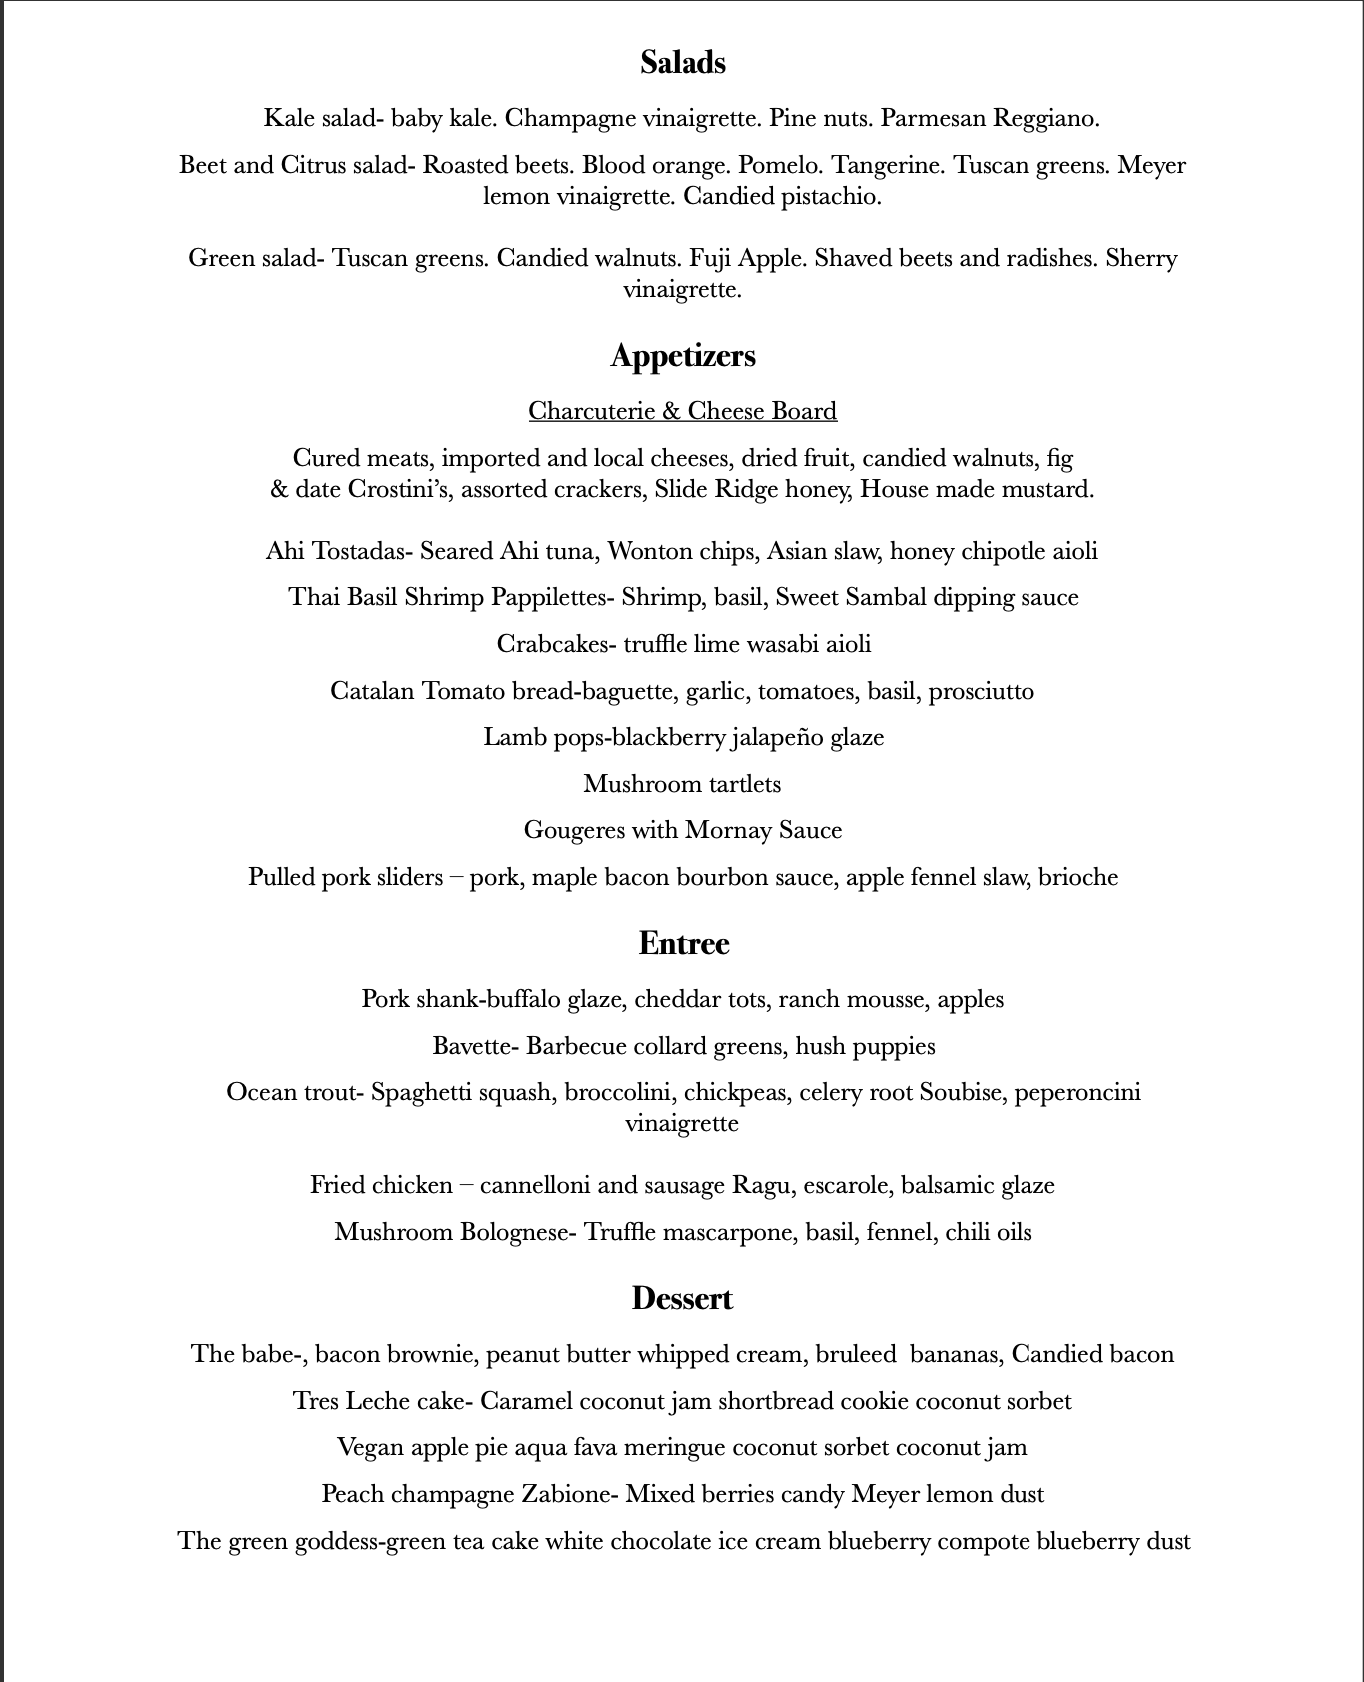 Salads
Kale salad- baby kale. Champagne vinaigrette. Pine nuts. Parmesan Reggiano.
Beet and Citrus salad- Roasted beets. Blood orange. Pomelo. Tangerine. Tuscan greens. Meyer
lemon vinaigrette. Candied pistachio.
Green salad- Tuscan greens. Candied walnuts. Fuji Apple. Shaved beets and radishes. Sherry
vinaigrette.
Appetizers
Charcuterie & Cheese Board
Cured meats, imported and local cheeses, dried fruit, candied walnuts, fig
& date Crostini’s, assorted crackers, Slide Ridge honey, House made mustard.
Ahi Tostadas- Seared Ahi tuna, Wonton chips, Asian slaw, honey chipotle aioli
Thai Basil Shrimp Pappilettes- Shrimp, basil, Sweet Sambal dipping sauce
Crabcakes- truffle lime wasabi aioli
Catalan Tomato bread-baguette, garlic, tomatoes, basil, prosciutto
Lamb pops-blackberry jalapeño glaze
Mushroom tartlets
Gougeres with Mornay Sauce
Pulled pork sliders – pork, maple bacon bourbon sauce, apple fennel slaw, brioche
Entree
Pork shank-buffalo glaze, cheddar tots, ranch mousse, apples
Bavette- Barbecue collard greens, hush puppies
Ocean trout- Spaghetti squash, broccolini, chickpeas, celery root Soubise, peperoncini
vinaigrette
Fried chicken – cannelloni and sausage Ragu, escarole, balsamic glaze
Mushroom Bolognese- Truffle mascarpone, basil, fennel, chili oils
Dessert
The babe-, bacon brownie, peanut butter whipped cream, bruleed  bananas, Candied bacon
Tres Leche cake- Caramel coconut jam shortbread cookie coconut sorbet
Vegan apple pie aqua fava meringue coconut sorbet coconut jam
Peach champagne Zabione- Mixed berries candy Meyer lemon dust
The green goddess-green tea cake white chocolate ice cream blueberry compote blueberry dust